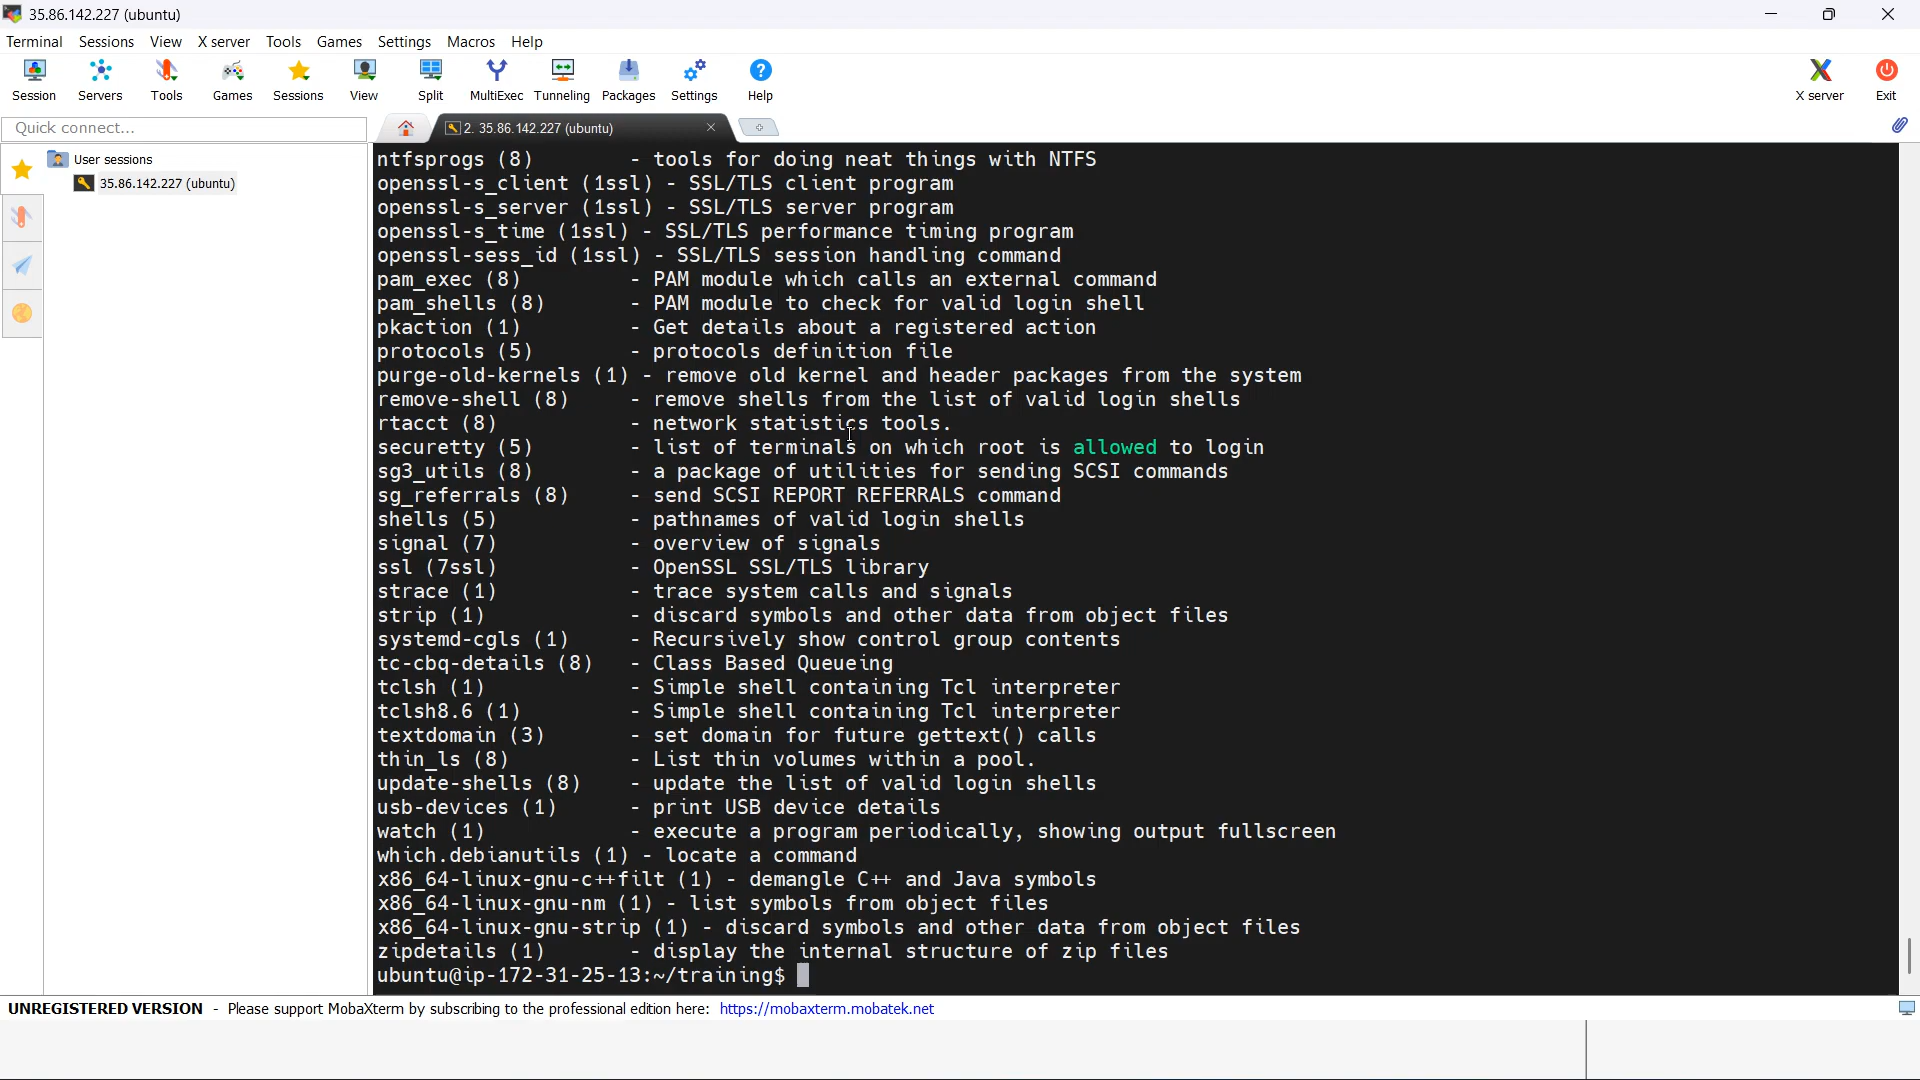 35.86.142.227 (ubuntu)
Terminal Sessions View X server Tools Games Settings Macros Help
Session Servers Tools Games Sessions View Split MultiExec Tunneling Packages Settings Help X server Exit
Quick connect...
2. 35.86.142.227 (ubuntu)
User sessions
35.86.142.227 (ubuntu)
ntfsprogs (8) - tools for doing neat things with NTFS
openssl-s_client (1ssl) - SSL/TLS client program
openssl-s_server (1ssl) - SSL/TLS server program
openssl-s_time (1ssl) - SSL/TLS performance timing program
openssl-sess_id (1ssl) - SSL/TLS session handling command
pam_exec (8) - PAM module which calls an external command
pam_shells (8) - PAM module to check for valid login shell
pkaction (1) - Get details about a registered action
protocols (5) - protocols definition file
purge-old-kernels (1) - remove old kernel and header packages from the system
remove-shell (8) - remove shells from the list of valid login shells
rtacct (8) - network statistics tools.
securetty (5) - list of terminals on which root is allowed to login
sg3_utils (8) - a package of utilities for sending SCSI commands
sg_referrals (8) - send SCSI REPORT REFERRALS command
shells (5) - pathnames of valid login shells
signal (7) - overview of signals
ssl (7ssl) - OpenSSL SSL/TLS library
strace (1) - trace system calls and signals
strip (1) - discard symbols and other data from object files
systemd-cgls (1) - Recursively show control group contents
tc-cbq-details (8) - Class Based Queueing
tclsh (1) - Simple shell containing Tcl interpreter
tclsh8.6 (1) - Simple shell containing Tcl interpreter
textdomain (3) - set domain for future gettext() calls
thin_ls (8) - List thin volumes within a pool.
update-shells (8) - update the list of valid login shells
usb-devices (1) - print USB device details
watch (1) - execute a program periodically, showing output fullscreen
which.debianutils (1) - locate a command
x86_64-linux-gnu-c++filt (1) - demangle C++ and Java symbols
x86_64-linux-gnu-nm (1) - list symbols from object files
x86_64-linux-gnu-strip (1) - discard symbols and other data from object files
zipdetails (1) - display the internal structure of zip files
ubuntu@ip-172-31-25-13:~/training$
UNREGISTERED VERSION - Please support MobaXterm by subscribing to the professional edition here: https://mobaxterm.mobatek.net